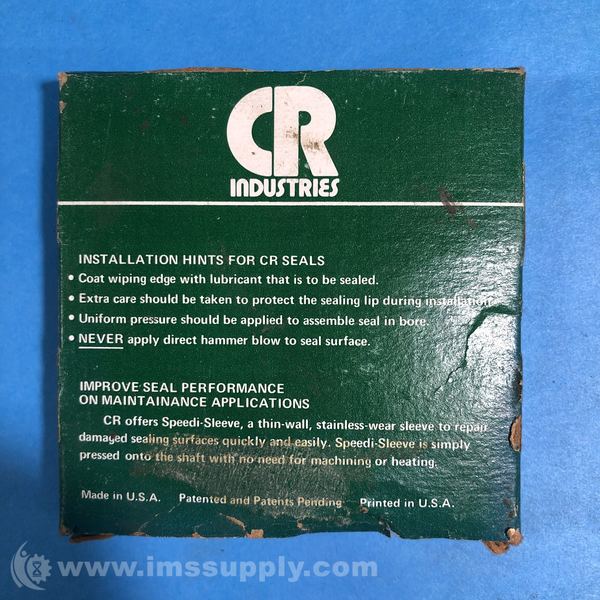 CR
INDUSTRIES
INSTALLATION HINTS FOR CR SEALS
• Coat wiping edge with lubricant that is to be sealed.
• Extra care should be taken to protect the sealing lip during installation.
• Uniform pressure should be applied to assemble seal in bore.
• NEVER apply direct hammer blow to seal surface.
IMPROVE SEAL PERFORMANCE
ON MAINTAINANCE APPLICATIONS
CR offers Speedi-Sleeve, a thin-wall, stainless-wear sleeve to repair
damaged sealing surfaces quickly and easily. Speedi-Sleeve is simply
pressed onto the shaft with no need for machining or heating.
Made in U.S.A. Patented and Patents Pending Printed in U.S.A.
www.imssupply.com